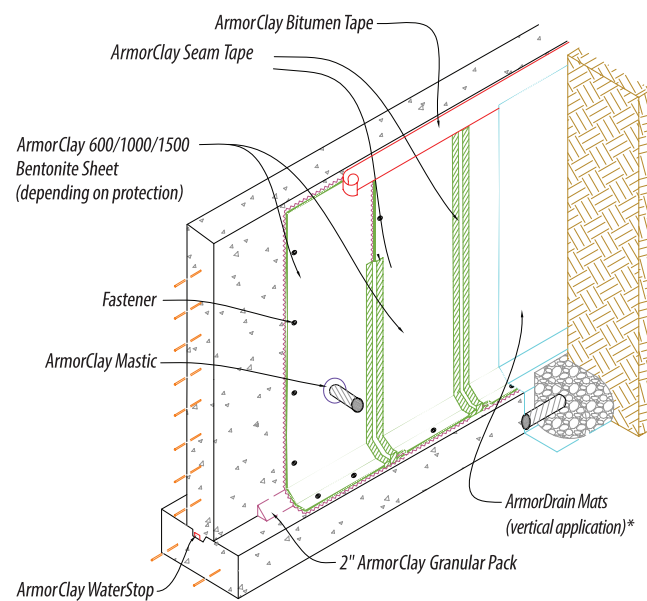 ArmorClay Bitumen Tape
ArmorClay Seam Tape
ArmorClay 600/1000/1500
Bentonite Sheet
(depending on protection)
Fastener
ArmorClay Mastic
ArmorDrain Mats
(vertical application)*
2" ArmorClay Granular Pack
ArmorClay WaterStop